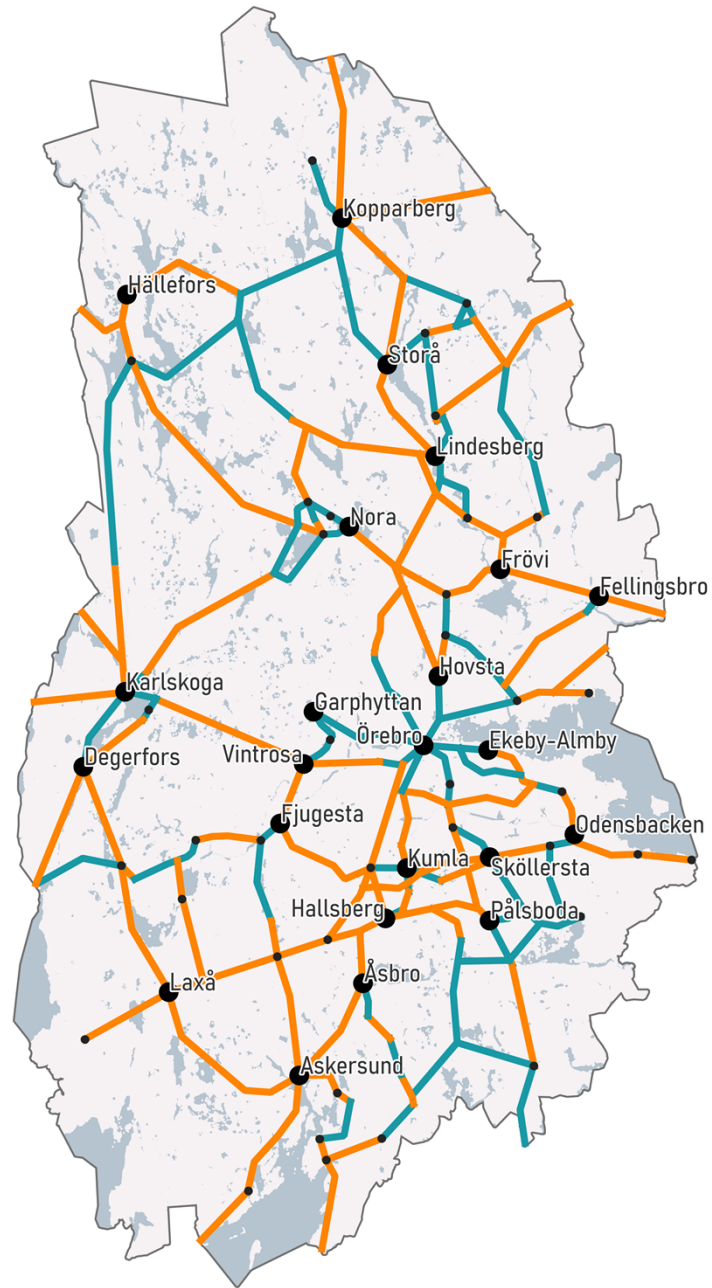 Kopparberg
Hällefors
Storå
Lindesberg
Nora
Frövi
Fellingsbro
Hovsta
Karlskoga
Garphyttan
Örebro
Ekeby-Almby
Degerfors
Vintrosa
Fjugesta
Odensbacken
Kumla
Sköllersta
Hallsberg
Pålsboda
Laxå
Åsbro
Askersund